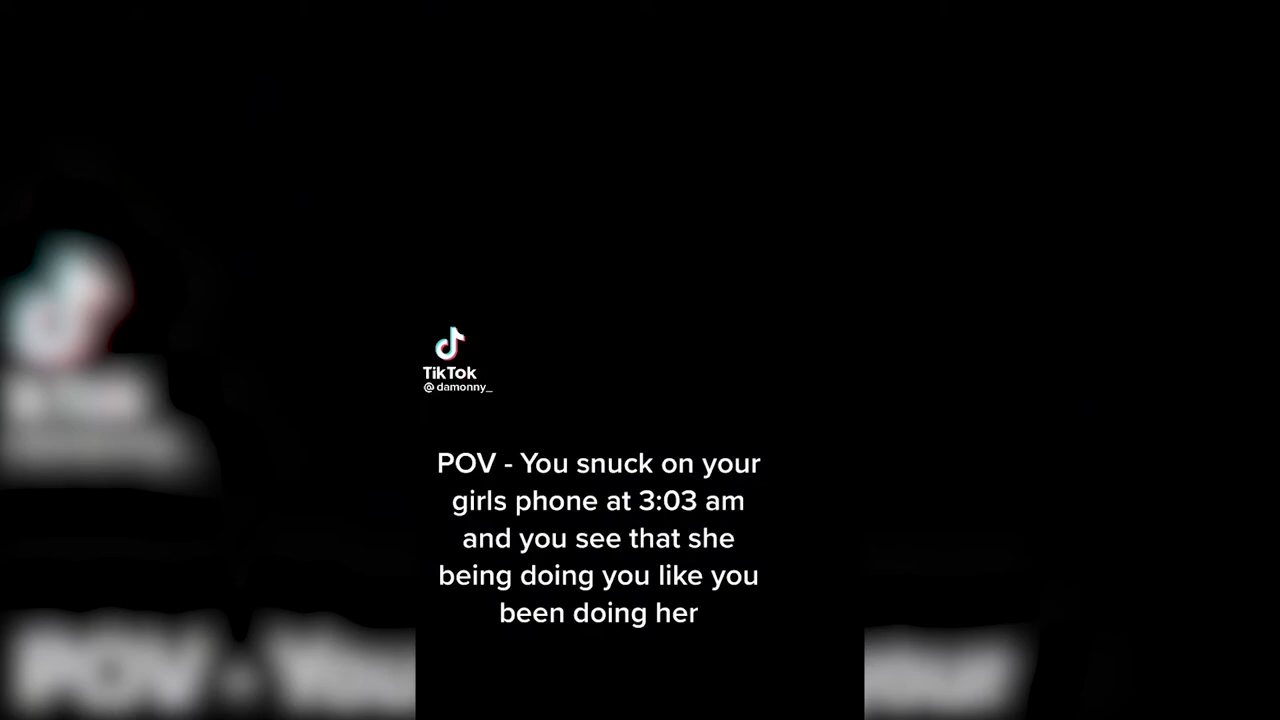 TikTok
@damonny_
POV - You snuck on your
girls phone at 3:03 am
and you see that she
being doing you like you
been doing her